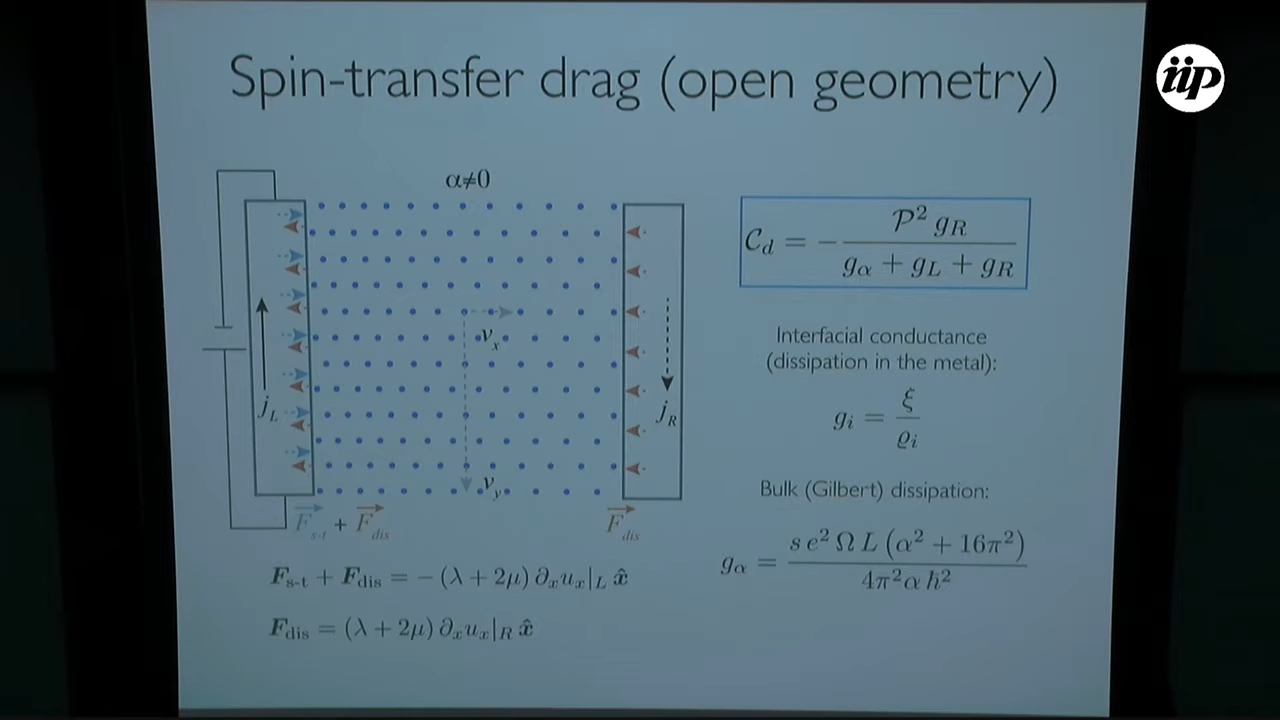 Spin-transfer drag (open geometry)
iip
α≠0
j_L
v_x
v_y
j_R
F_s-t + F_dis
F_dis
F_s-t + F_dis = − (λ + 2μ) ∂_x u_x|_L x̂
F_dis = (λ + 2μ) ∂_x u_x|_R x̂
C_d = − P² g_R / (g_α + g_L + g_R)
Interfacial conductance
(dissipation in the metal):
g_i = ξ / ϱ_i
Bulk (Gilbert) dissipation:
g_α = s e² Ω L (α² + 16π²) / (4π² α ħ²)